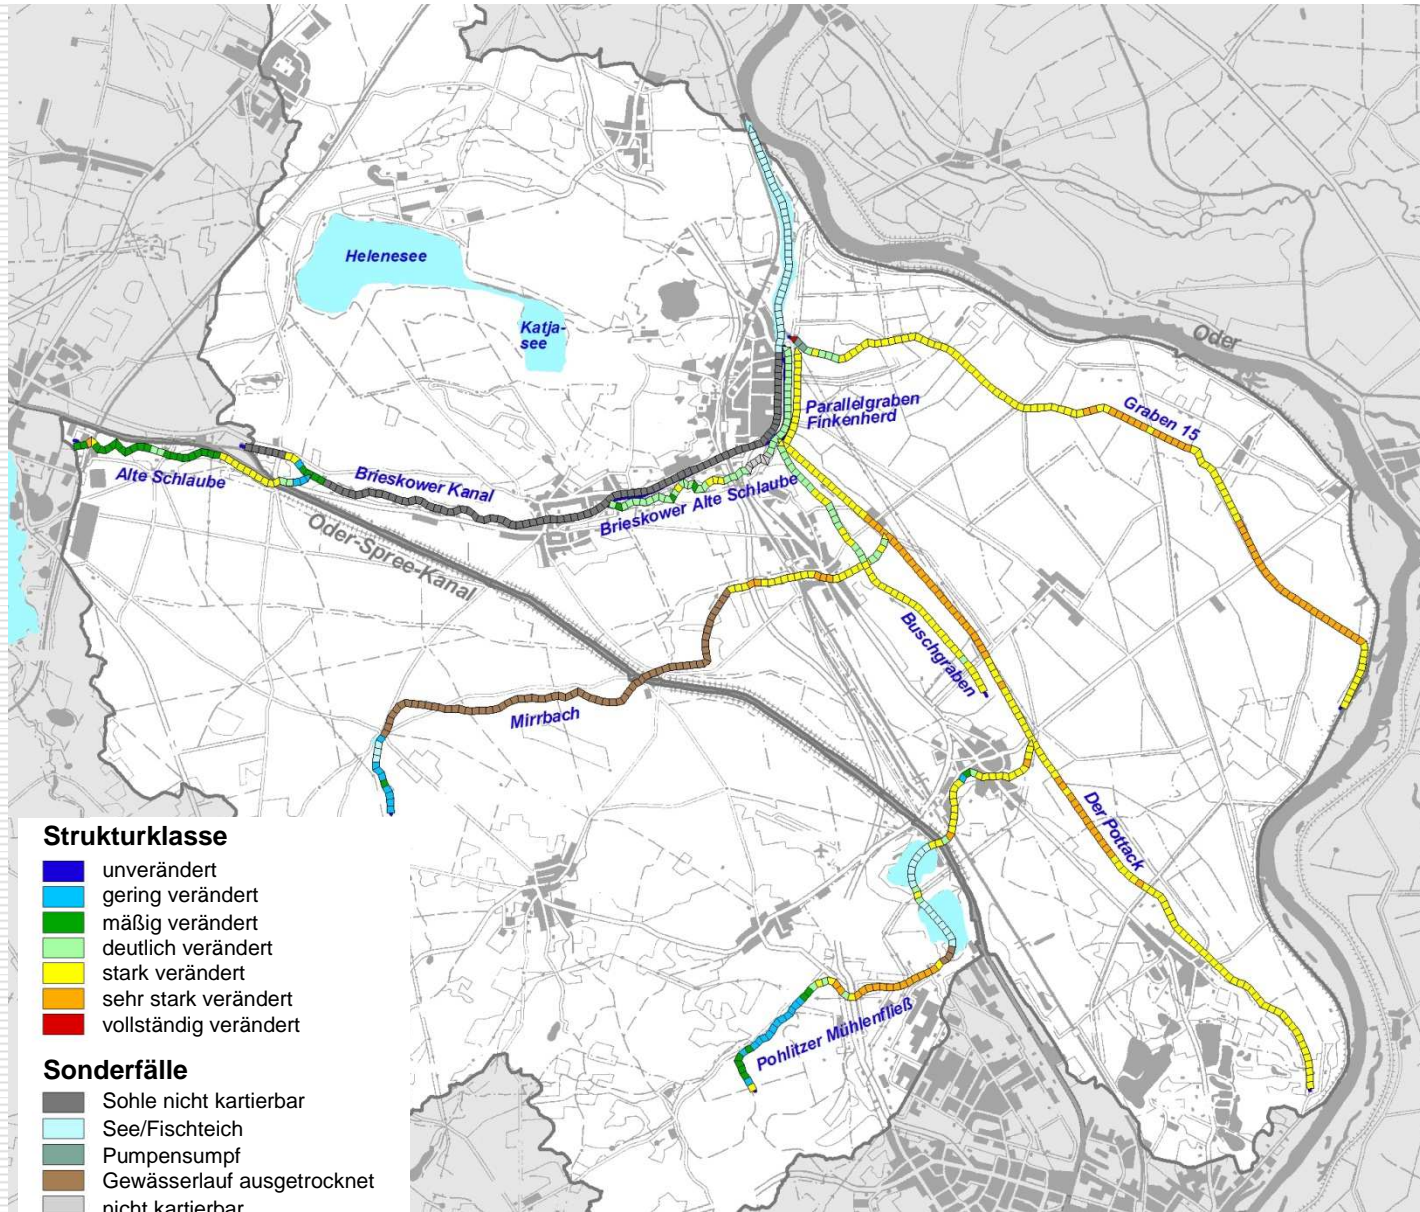 Helenesee
Katja-
see
Oder
Graben 15
Parallelgraben
Finkenherd
Alte Schlaube
Brieskower Kanal
Brieskower Alte Schlaube
Oder-Spree-Kanal
Buschgraben
Mirrbach
Der Pottack
Pohlitzer Mühlenfließ
Strukturklasse
unverändert
gering verändert
mäßig verändert
deutlich verändert
stark verändert
sehr stark verändert
vollständig verändert
Sonderfälle
Sohle nicht kartierbar
See/Fischteich
Pumpensumpf
Gewässerlauf ausgetrocknet
nicht kartierbar